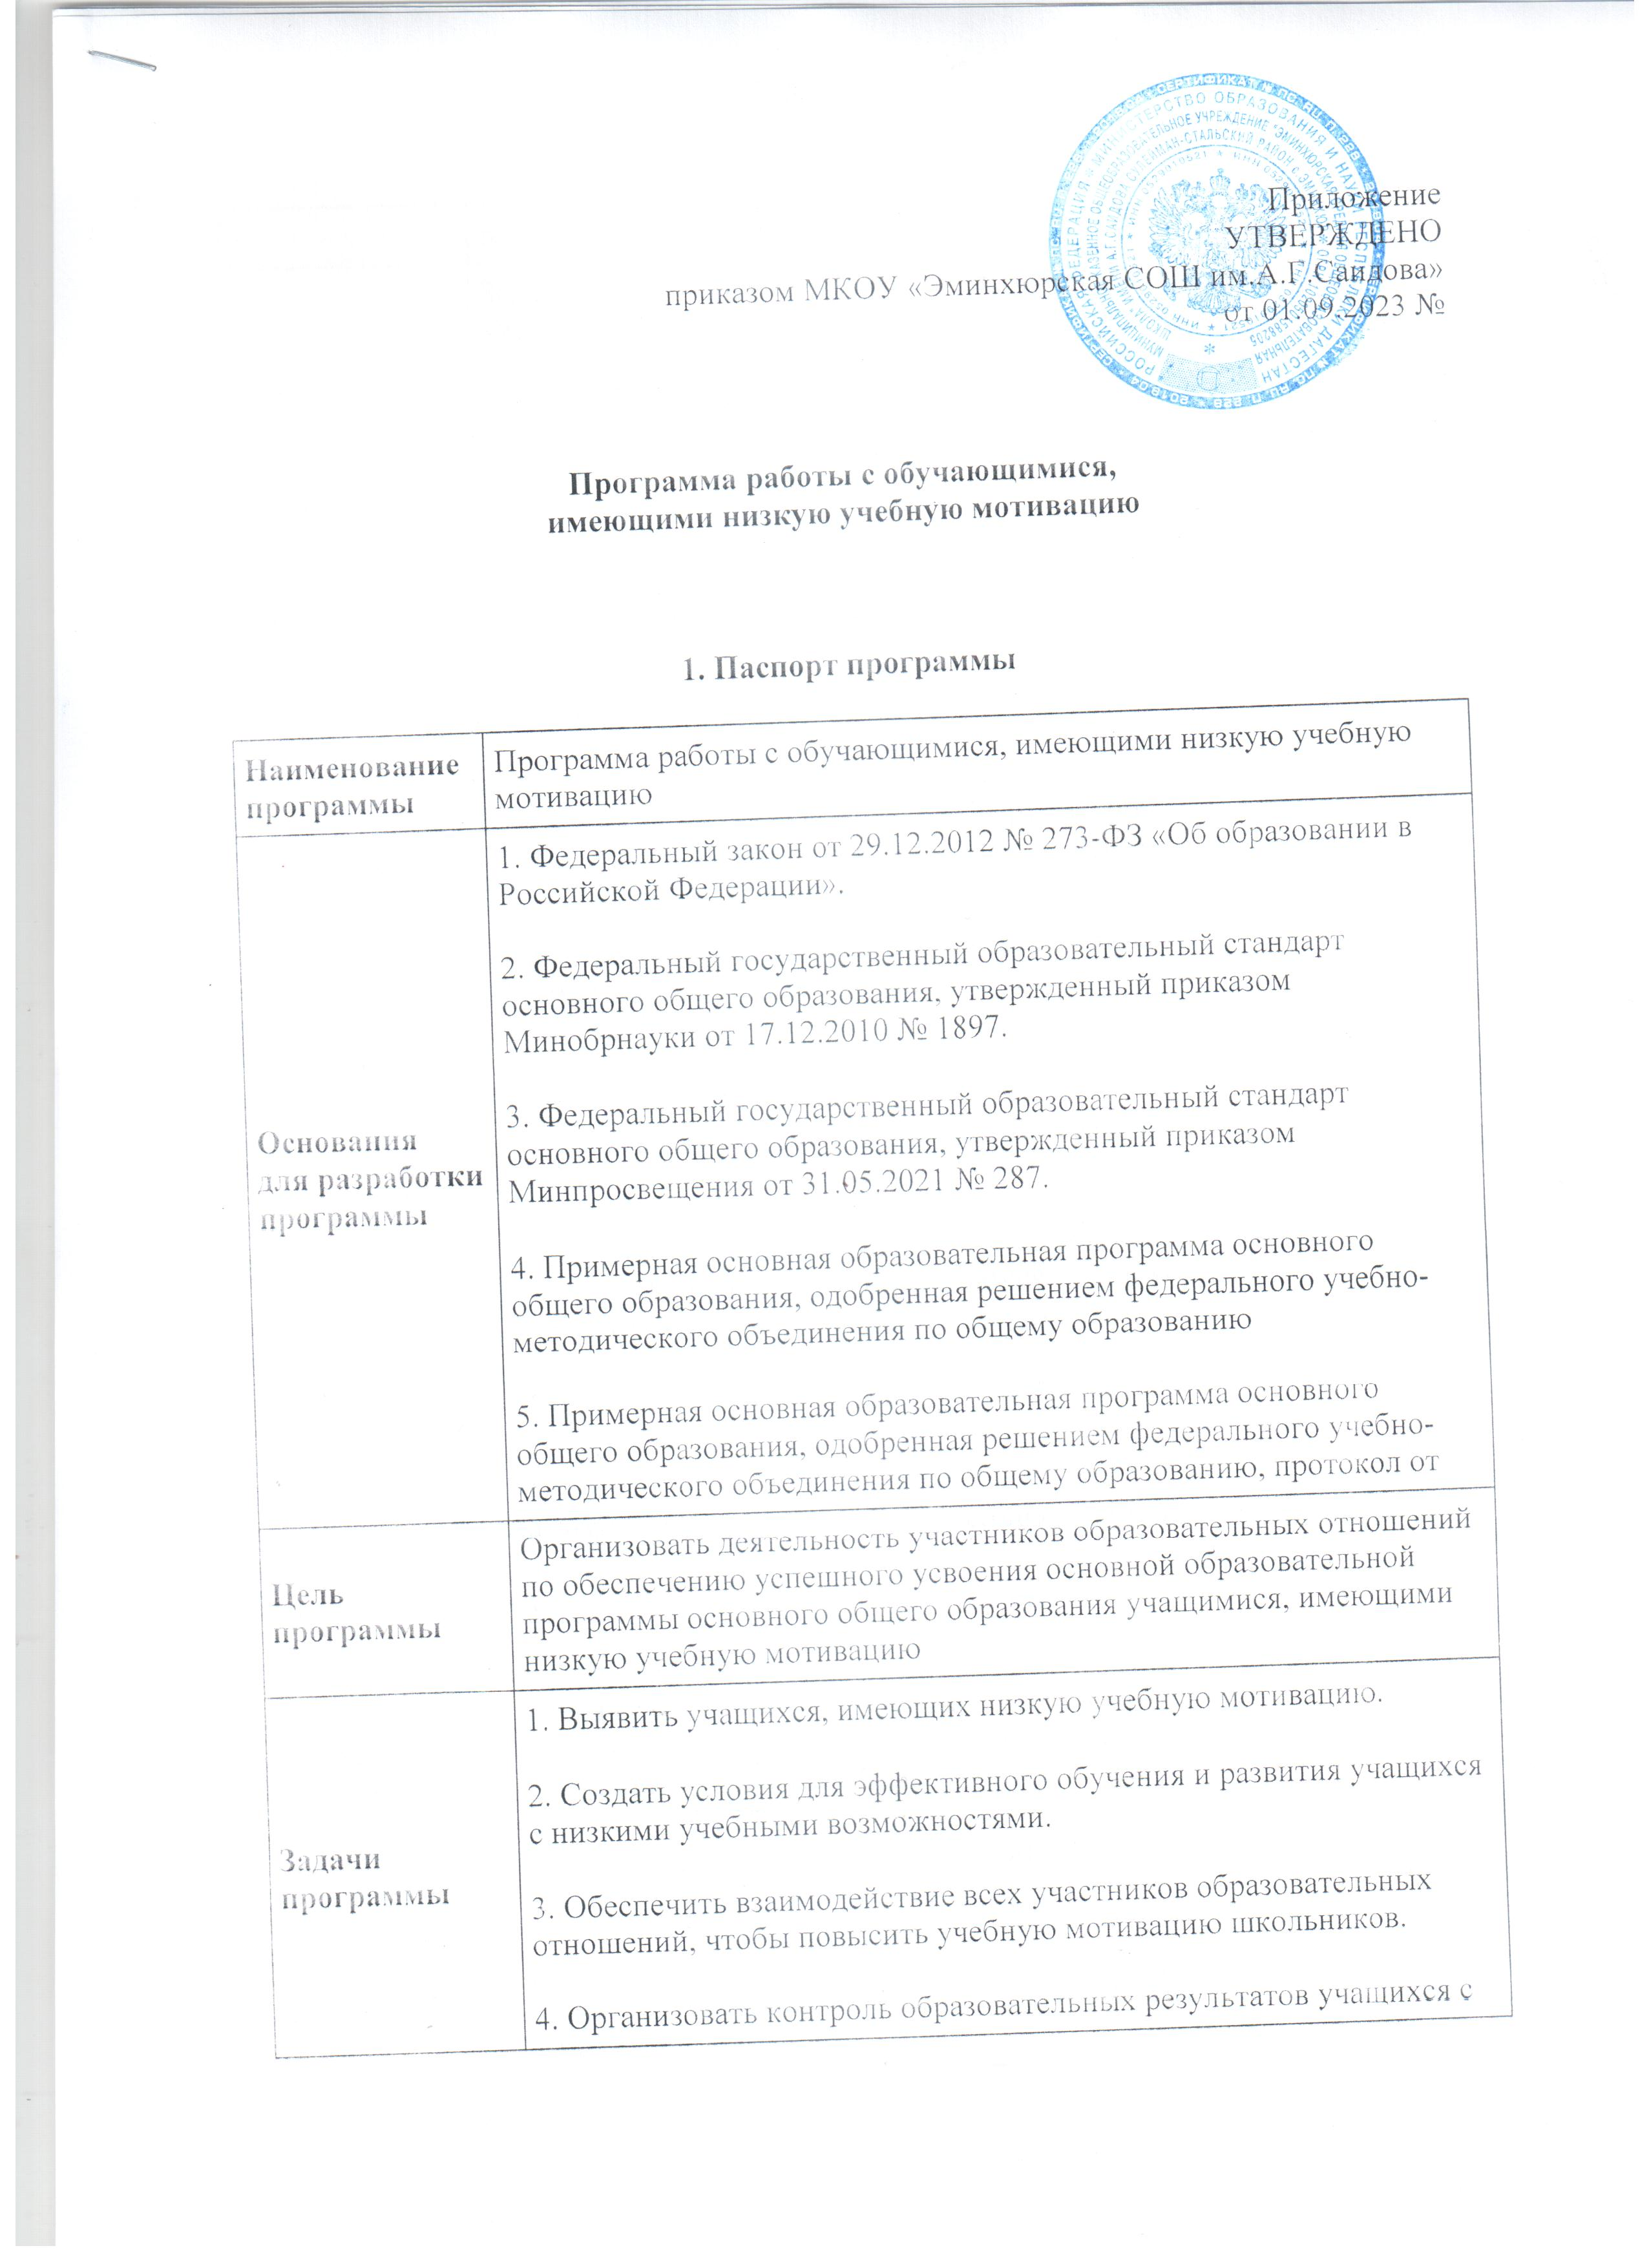 Приложение
УТВЕРЖДЕНО
приказом МКОУ «Эминхюрская СОШ им.А.Г.Саидова»
от 01.09.2023 №
Программа работы с обучающимися,
имеющими низкую учебную мотивацию
1. Паспорт программы
Наименование
программы
Программа работы с обучающимися, имеющими низкую учебную
мотивацию
Основания
для разработки
программы
1. Федеральный закон от 29.12.2012 № 273-ФЗ «Об образовании в
Российской Федерации».
2. Федеральный государственный образовательный стандарт
основного общего образования, утвержденный приказом
Минобрнауки от 17.12.2010 № 1897.
3. Федеральный государственный образовательный стандарт
основного общего образования, утвержденный приказом
Минпросвещения от 31.05.2021 № 287.
4. Примерная основная образовательная программа основного
общего образования, одобренная решением федерального учебно-
методического объединения по общему образованию
5. Примерная основная образовательная программа основного
общего образования, одобренная решением федерального учебно-
методического объединения по общему образованию, протокол от
Цель
программы
Организовать деятельность участников образовательных отношений
по обеспечению успешного усвоения основной образовательной
программы основного общего образования учащимися, имеющими
низкую учебную мотивацию
Задачи
программы
1. Выявить учащихся, имеющих низкую учебную мотивацию.
2. Создать условия для эффективного обучения и развития учащихся
с низкими учебными возможностями.
3. Обеспечить взаимодействие всех участников образовательных
отношений, чтобы повысить учебную мотивацию школьников.
4. Организовать контроль образовательных результатов учащихся с